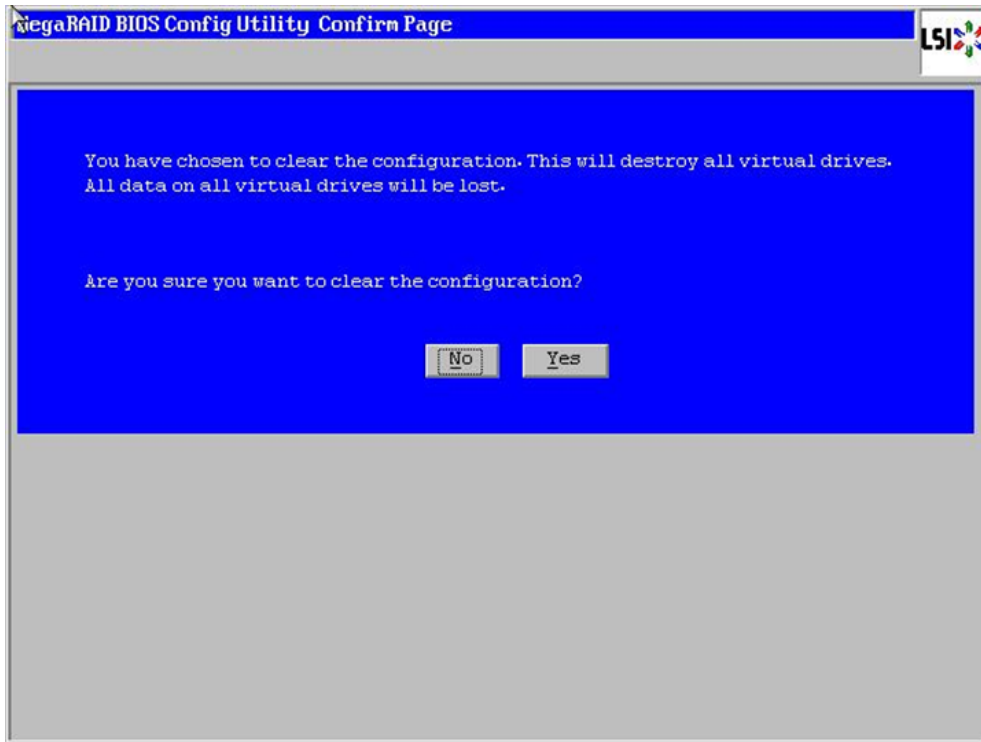 egaRAID BIOS Config Utility Confirm Page
LSI
You have chosen to clear the configuration. This will destroy all virtual drives.
All data on all virtual drives will be lost.
Are you sure you want to clear the configuration?
No
Yes